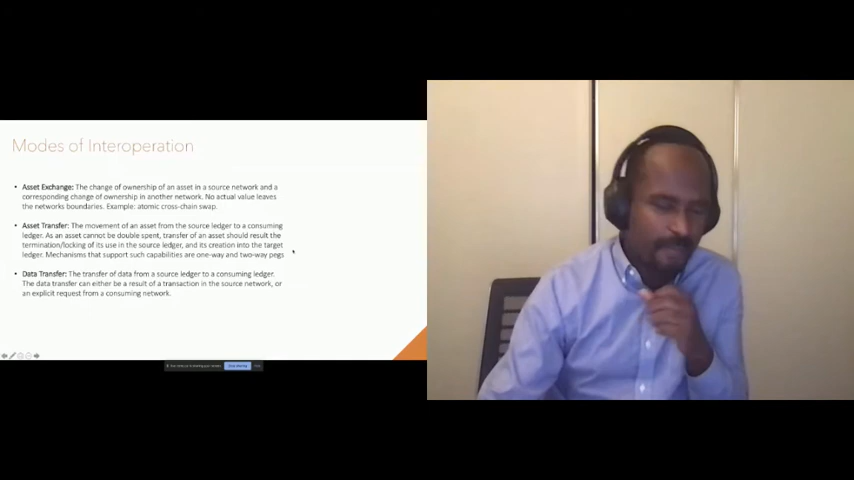 Modes of Interoperation
• Asset Exchange: The change of ownership of an asset in a source network and a
corresponding change of ownership in another network. No actual value leaves
the networks boundaries. Example: atomic cross-chain swap.
• Asset Transfer: The movement of an asset from the source ledger to a consuming
ledger. As an asset cannot be double spent, transfer of an asset should result the
termination/locking of its use in the source ledger, and its creation into the target
ledger. Mechanisms that support such capabilities are one-way and two-way pegs
• Data Transfer: The transfer of data from a source ledger to a consuming ledger.
The data transfer can either be a result of a transaction in the source network, or
an explicit request from a consuming network.